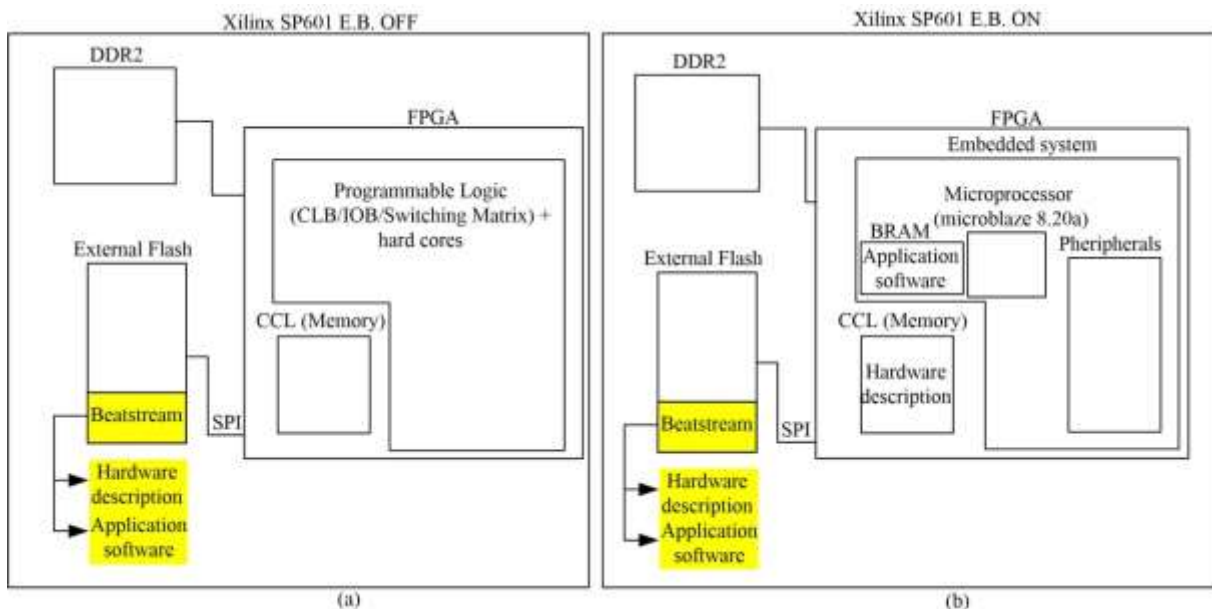 Xilinx SP601 E.B. OFF
DDR2
FPGA
Programmable Logic
(CLB/IOB/Switching Matrix) +
hard cores
External Flash
CCL (Memory)
Beatstream
SPI
Hardware
description
Application
software
(a)
Xilinx SP601 E.B. ON
DDR2
FPGA
Embedded system
Microprocessor
(microblaze 8.20a)
BRAM
Application
software
Pheripherals
External Flash
CCL (Memory)
Hardware
description
Beatstream
SPI
Hardware
description
Application
software
(b)